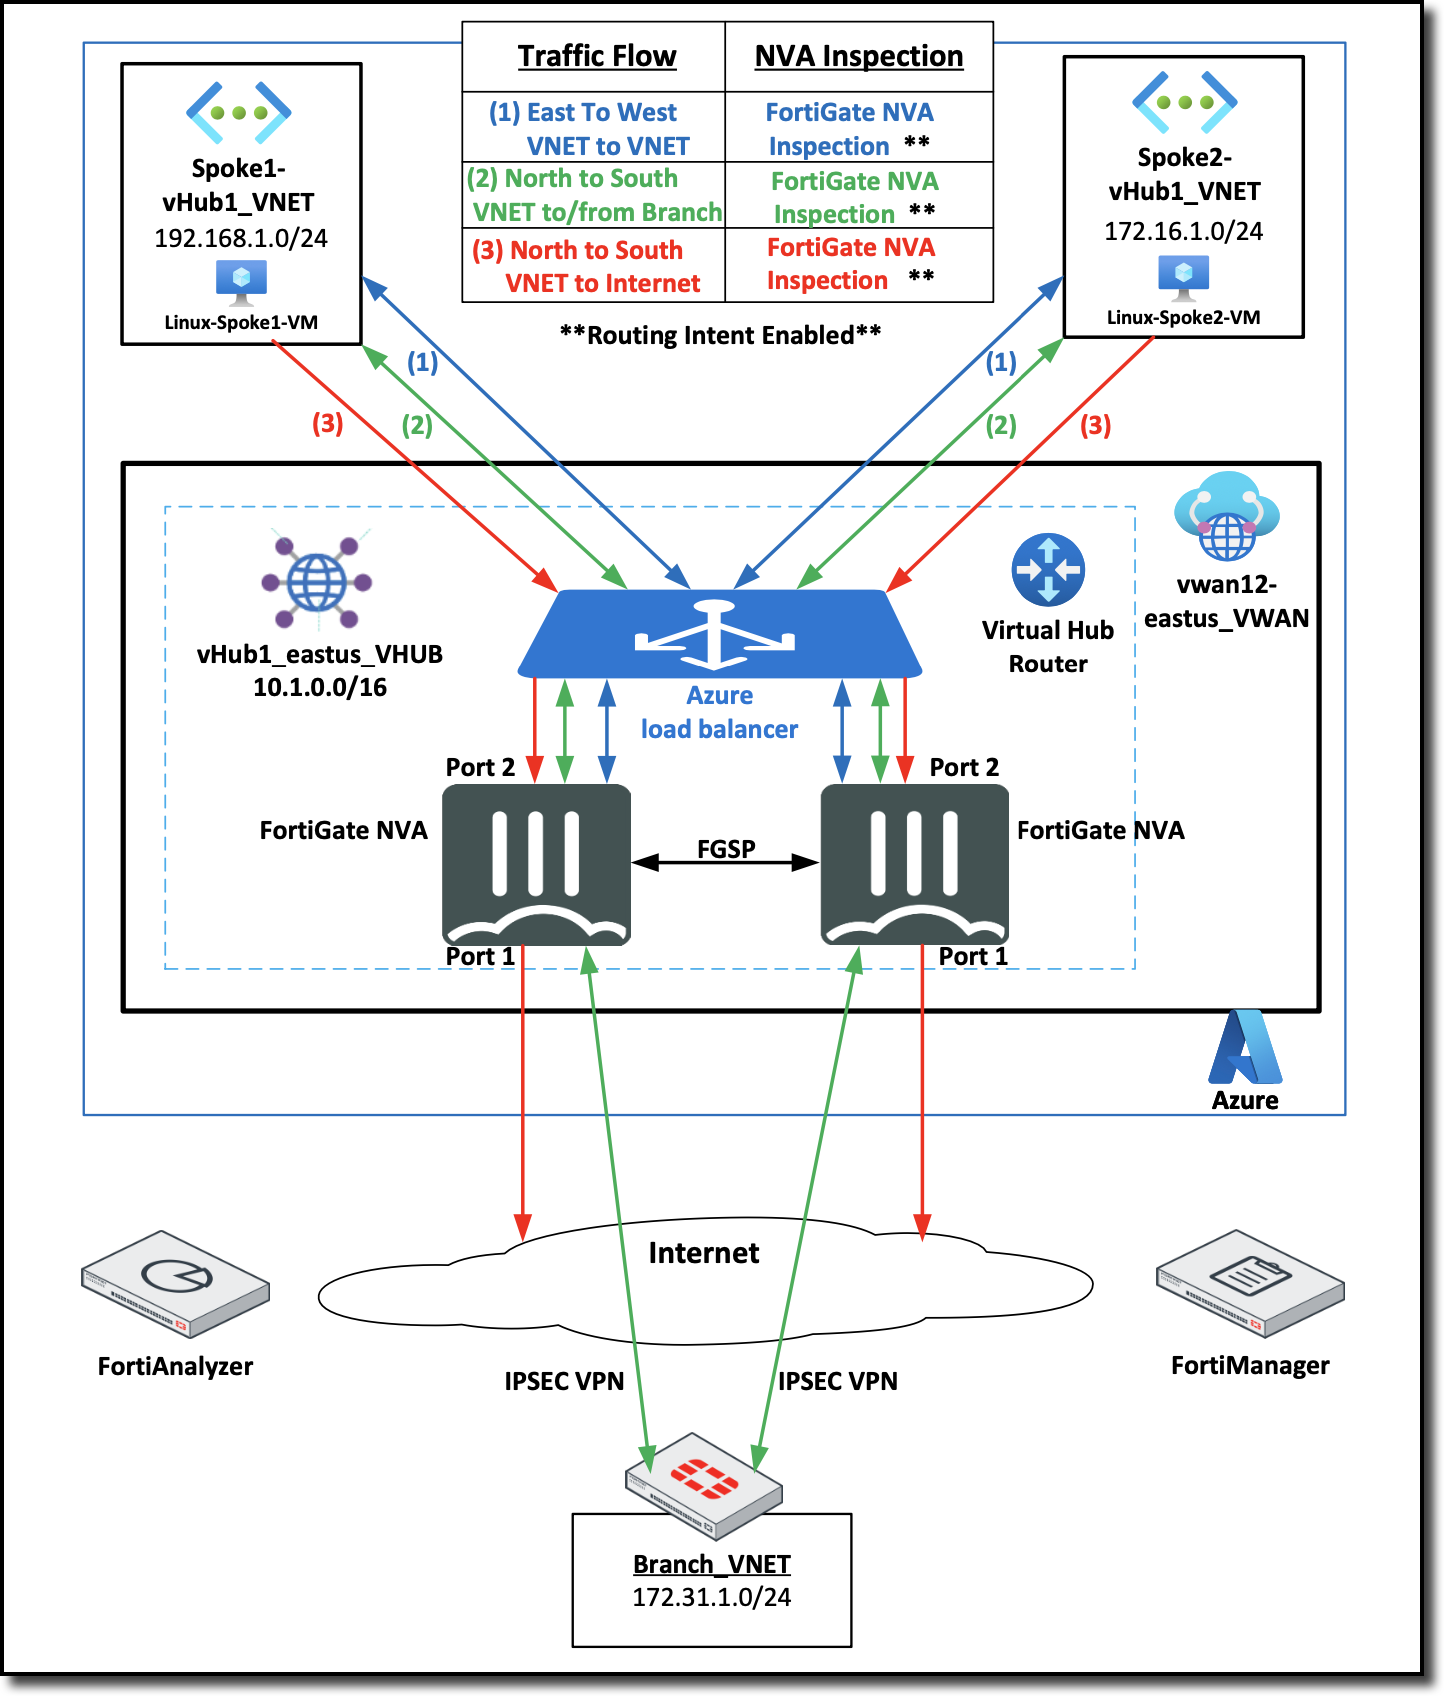 Traffic Flow
NVA Inspection
(1) East To West
VNET to VNET
FortiGate NVA
Inspection **
(2) North to South
VNET to/from Branch
FortiGate NVA
Inspection **
(3) North to South
VNET to Internet
FortiGate NVA
Inspection **
**Routing Intent Enabled**
Spoke1-
vHub1_VNET
192.168.1.0/24
Linux-Spoke1-VM
Spoke2-
vHub1_VNET
172.16.1.0/24
Linux-Spoke2-VM
(1)
(2)
(3)
(1)
(2)
(3)
vHub1_eastus_VHUB
10.1.0.0/16
Virtual Hub
Router
vwan12-
eastus_VWAN
Azure
load balancer
Port 2
Port 2
FortiGate NVA
FGSP
FortiGate NVA
Port 1
Port 1
Azure
Internet
FortiAnalyzer
FortiManager
IPSEC VPN
IPSEC VPN
Branch_VNET
172.31.1.0/24